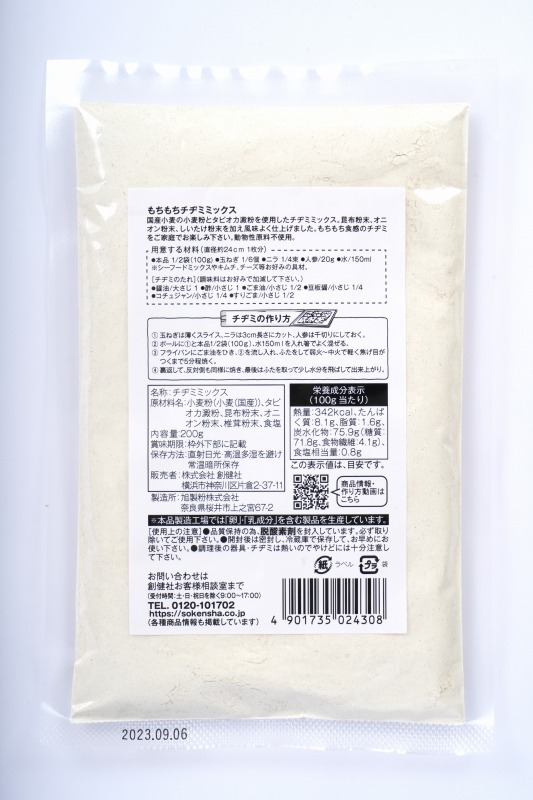 もちもちチヂミミックス
国産小麦の小麦粉とタピオカ澱粉を使用したチヂミミックス。昆布粉末、オニ
オン粉末、しいたけ粉末を加え風味よく仕上げました。もちもち食感のチヂミ
をご家庭でお楽しみ下さい。動物性原料不使用。
用意する材料(直径約24cm 1枚分)
●本品 1/2袋(100g) ●玉ねぎ 1/6個 ●ニラ 1/4束 ●人参/20g ●水/150ml
※シーフードミックスやキムチ、チーズ等お好みの具材。
[チヂミのたれ](調味料はお好みで加減して下さい。)
●醤油/大さじ 1 ●酢/小さじ 1 ●ごま油/小さじ 1/2 ●豆板醤/小さじ 1/4
●コチュジャン/小さじ 1/4 ●すりごま/小さじ 1/2
チヂミの作り方
① 玉ねぎは薄くスライス、ニラは3cm長さにカット、人参は千切りにしておく。
② ボールに①と本品1/2袋(100g)、水150mlを入れ箸でよく混ぜる。
③ フライパンにごま油をひき、②を流し入れ、ふたをして弱火~中火で軽く焦げ目が
つくまで5分程焼く。
④ 裏返して、反対側も同様に焼き、最後はふたを取って少し水分を飛ばして出来上がり。
名称:チヂミミックス
原材料名:小麦粉(小麦(国産))、タピ
オカ澱粉、昆布粉末、オニ
オン粉末、椎茸粉末、食塩
内容量:200g
賞味期限:枠外下部に記載
保存方法:直射日光・高温多湿を避け
常温暗所保存
販売者:株式会社 創健社
横浜市神奈川区片倉2-37-11
製造所:旭製粉株式会社
奈良県桜井市上之宮67-2
栄養成分表示
(100g 当たり)
熱量:342kcal、たんぱ
く質:8.1g、脂質:1.6g、
炭水化物:75.9g(糖質:
71.8g、食物繊維:4.1g)、
食塩相当量:0.8g
この表示値は、目安です。
商品情報・
作り方動画は
こちら
※本品製造工場では「卵」・「乳成分」を含む製品を生産しています。
[使用上の注意] ●品質保持の為、脱酸素剤を封入しています。必ず取り
除いてご使用下さい。●開封後は密封し、冷蔵庫で保存して、お早めにお
使い下さい。●調理後の器具・チヂミは熱いのでやけどには十分注意し
て下さい。
紙 ラベル プラ 袋
お問い合わせは
創健社お客様相談室まで
(受付時間:土・日・祝日を除く9:00~17:00)
TEL. 0120-101702
https://sokensha.co.jp
(各種商品情報も掲載しています)
4 901735 024308
2023.09.06